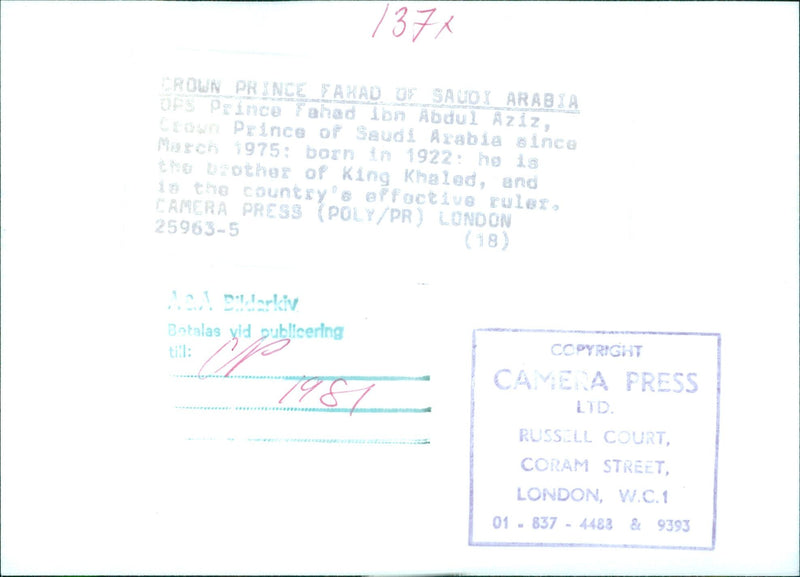 137x
CROWN PRINCE FAHAD OF SAUDI ARABIA
OPS Prince Fahad ibn Abdul Aziz,
Crown Prince of Saudi Arabia since
March 1975: born in 1922: he is
the brother of King Khaled, and
is the country's effective ruler.
CAMERA PRESS (POLY/PR) LONDON
25963-5 (18)
A&A Bildarkiv
Betalas vid publicering
till: CP
1981
COPYRIGHT
CAMERA PRESS
LTD.
RUSSELL COURT,
CORAM STREET,
LONDON, W.C.1
01 - 837 - 4488 & 9393